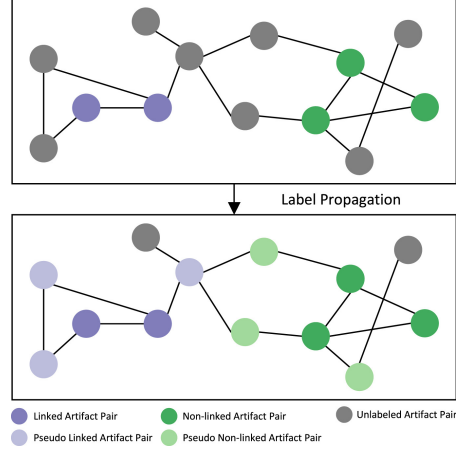 Label Propagation
Linked Artifact Pair
Non-linked Artifact Pair
Unlabeled Artifact Pair
Pseudo Linked Artifact Pair
Pseudo Non-linked Artifact Pair